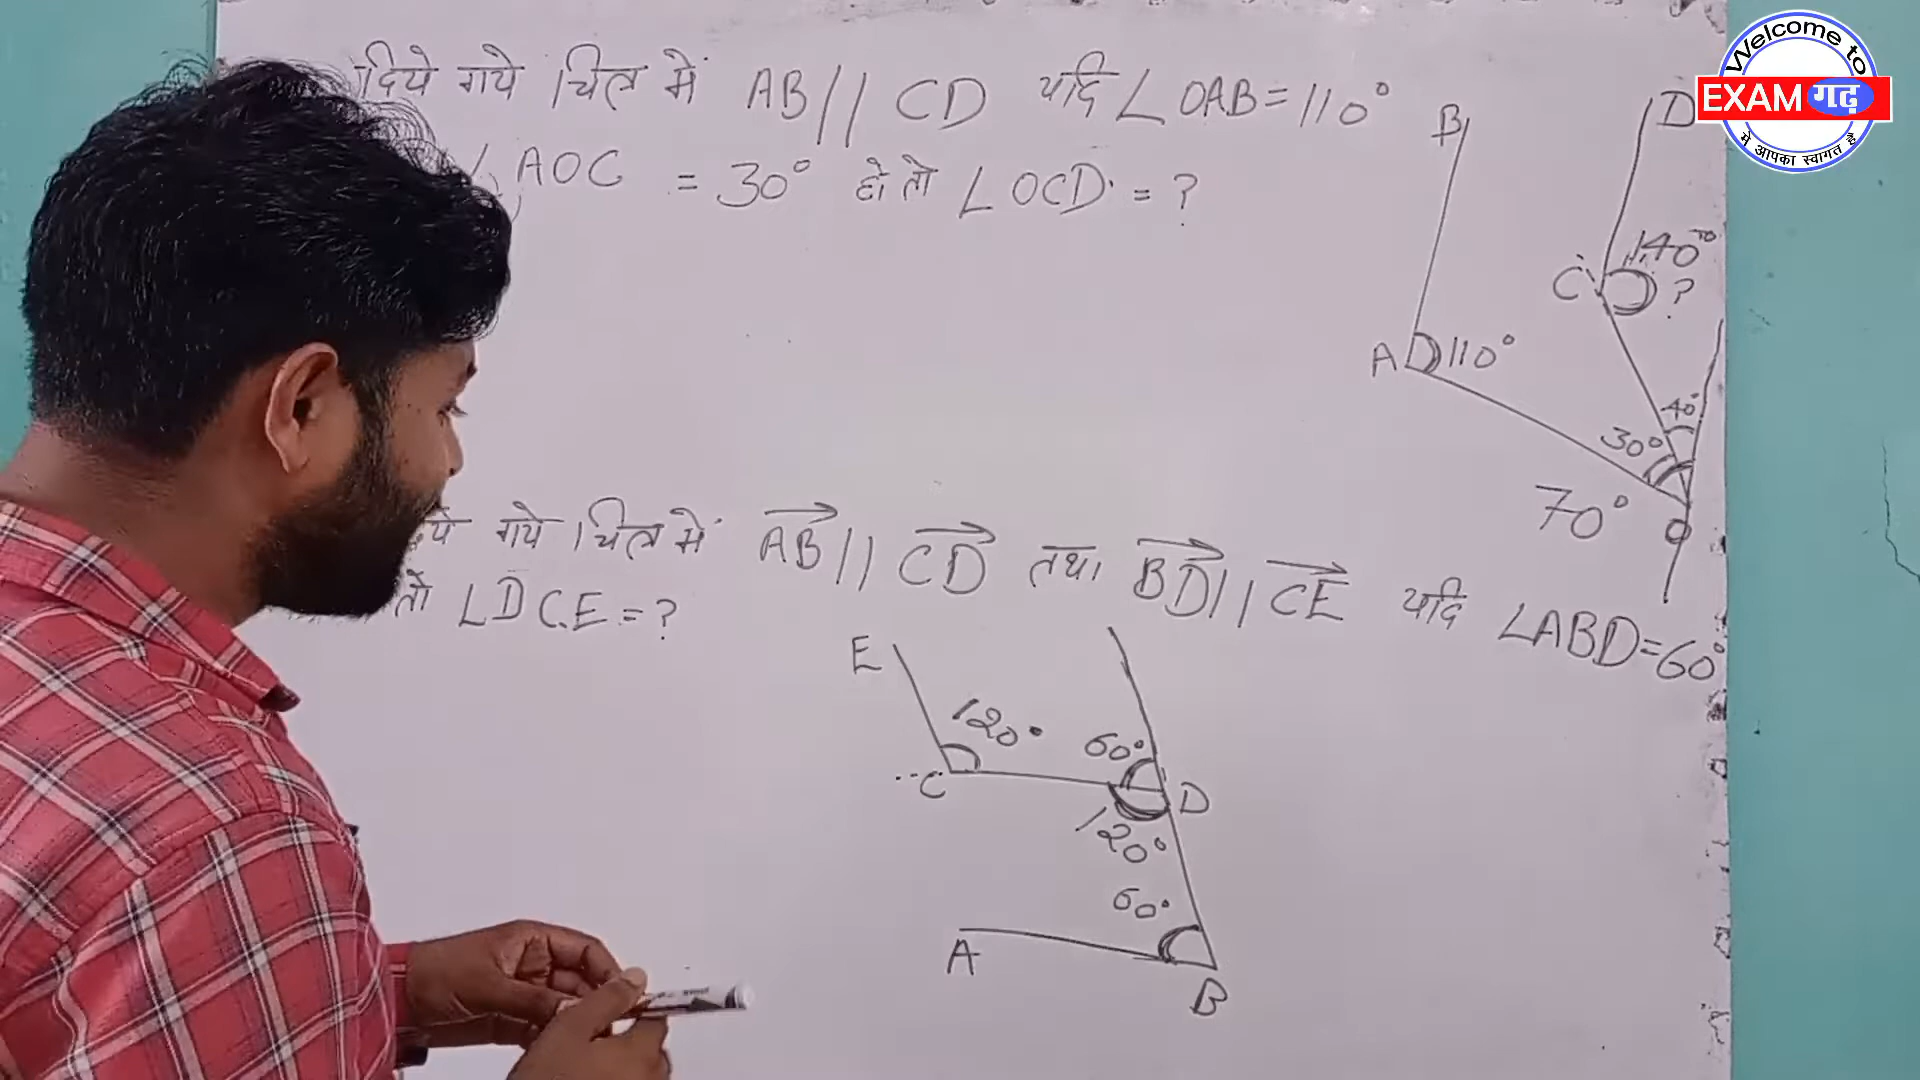 दिये गये चित्र में AB // CD यदि ∠OAB = 110°
∠AOC = 30° हो तो ∠OCD = ?
B
D
140°
C
?
A
110°
40°
30°
70°
O
गये चित्र में AB // CD तथा BD // CE यदि ∠ABD = 60°
तो ∠DCE = ?
E
120°
60°
C
D
120°
60°
A
B
Welcome to
EXAM गढ़
मे आपका स्वागत है